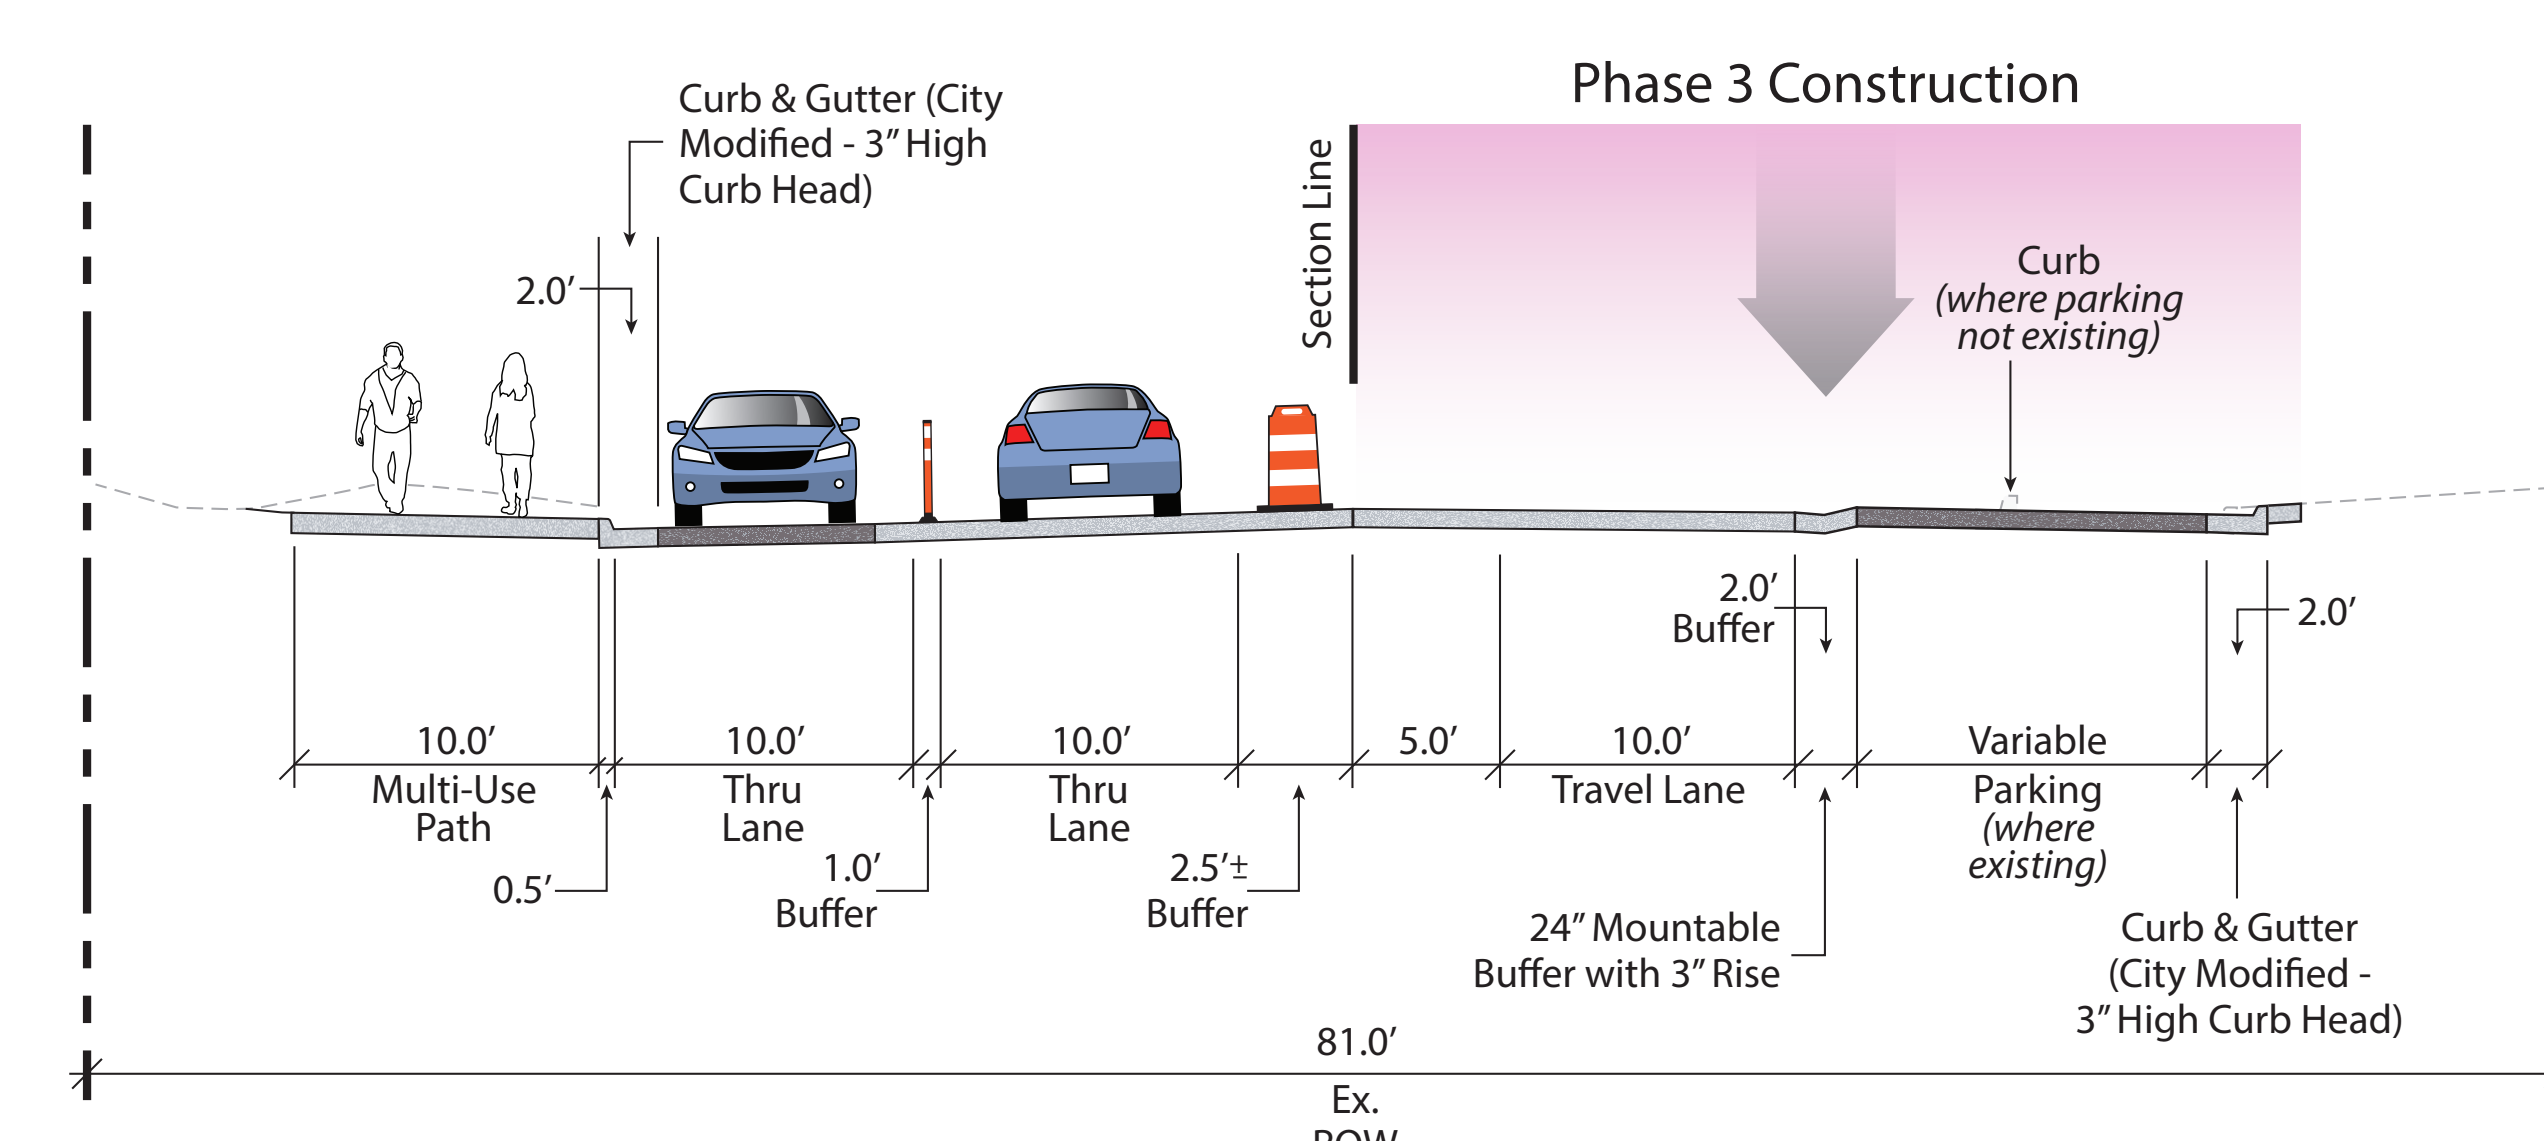 Phase 3 Construction
Curb & Gutter (City
Modified - 3” High
Curb Head)
Section Line
Curb
(where parking
not existing)
2.0’
2.0’
Buffer
2.0’
10.0’
Multi-Use
Path
0.5’
10.0’
Thru
Lane
1.0’
Buffer
10.0’
Thru
Lane
2.5’±
Buffer
5.0’
10.0’
Travel Lane
24” Mountable
Buffer with 3” Rise
Variable
Parking
(where
existing)
Curb & Gutter
(City Modified -
3” High Curb Head)
81.0’
Ex.
ROW